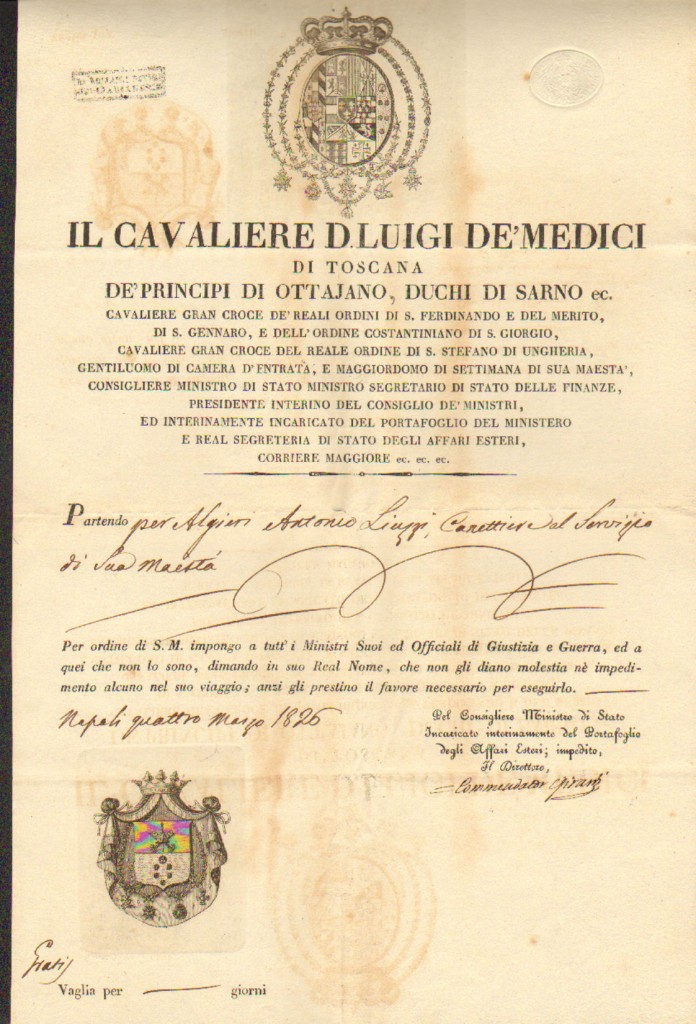 IL CAVALIERE D. LUIGI DE' MEDICI
DI TOSCANA
DE' PRINCIPI DI OTTAJANO, DUCHI DI SARNO ec.
CAVALIERE GRAN CROCE DE' REALI ORDINI DI S. FERDINANDO E DEL MERITO,
DI S. GENNARO, E DELL' ORDINE COSTANTINIANO DI S. GIORGIO,
CAVALIERE GRAN CROCE DEL REALE ORDINE DI S. STEFANO DI UNGHERIA,
GENTILUOMO DI CAMERA D' ENTRATA, E MAGGIORDOMO DI SETTIMANA DI SUA MAESTA',
CONSIGLIERE MINISTRO DI STATO MINISTRO SEGRETARIO DI STATO DELLE FINANZE,
PRESIDENTE INTERINO DEL CONSIGLIO DE' MINISTRI,
ED INTERINAMENTE INCARICATO DEL PORTAFOGLIO DEL MINISTERO
E REAL SEGRETERIA DI STATO DEGLI AFFARI ESTERI,
CORRIERE MAGGIORE ec. ec. ec.
Partendo per Algieri Antonio al Servizio
di Sua Maestà
Per ordine di S. M. impongo a tutt' i Ministri Suoi ed Officiali di Giustizia e Guerra, ed a
quei che non lo sono, dimando in suo Real Nome, che non gli diano molestia nè impedi-
mento alcuno nel suo viaggio; anzi gli prestino il favore necessario per eseguirlo.
Napoli quattro Marzo 1826
Pel Consigliere Ministro di Stato
Incaricato interinamente del Portafoglio
degli Affari Esteri; impedito,
Il Direttore,
Gratis
Vaglia per giorni